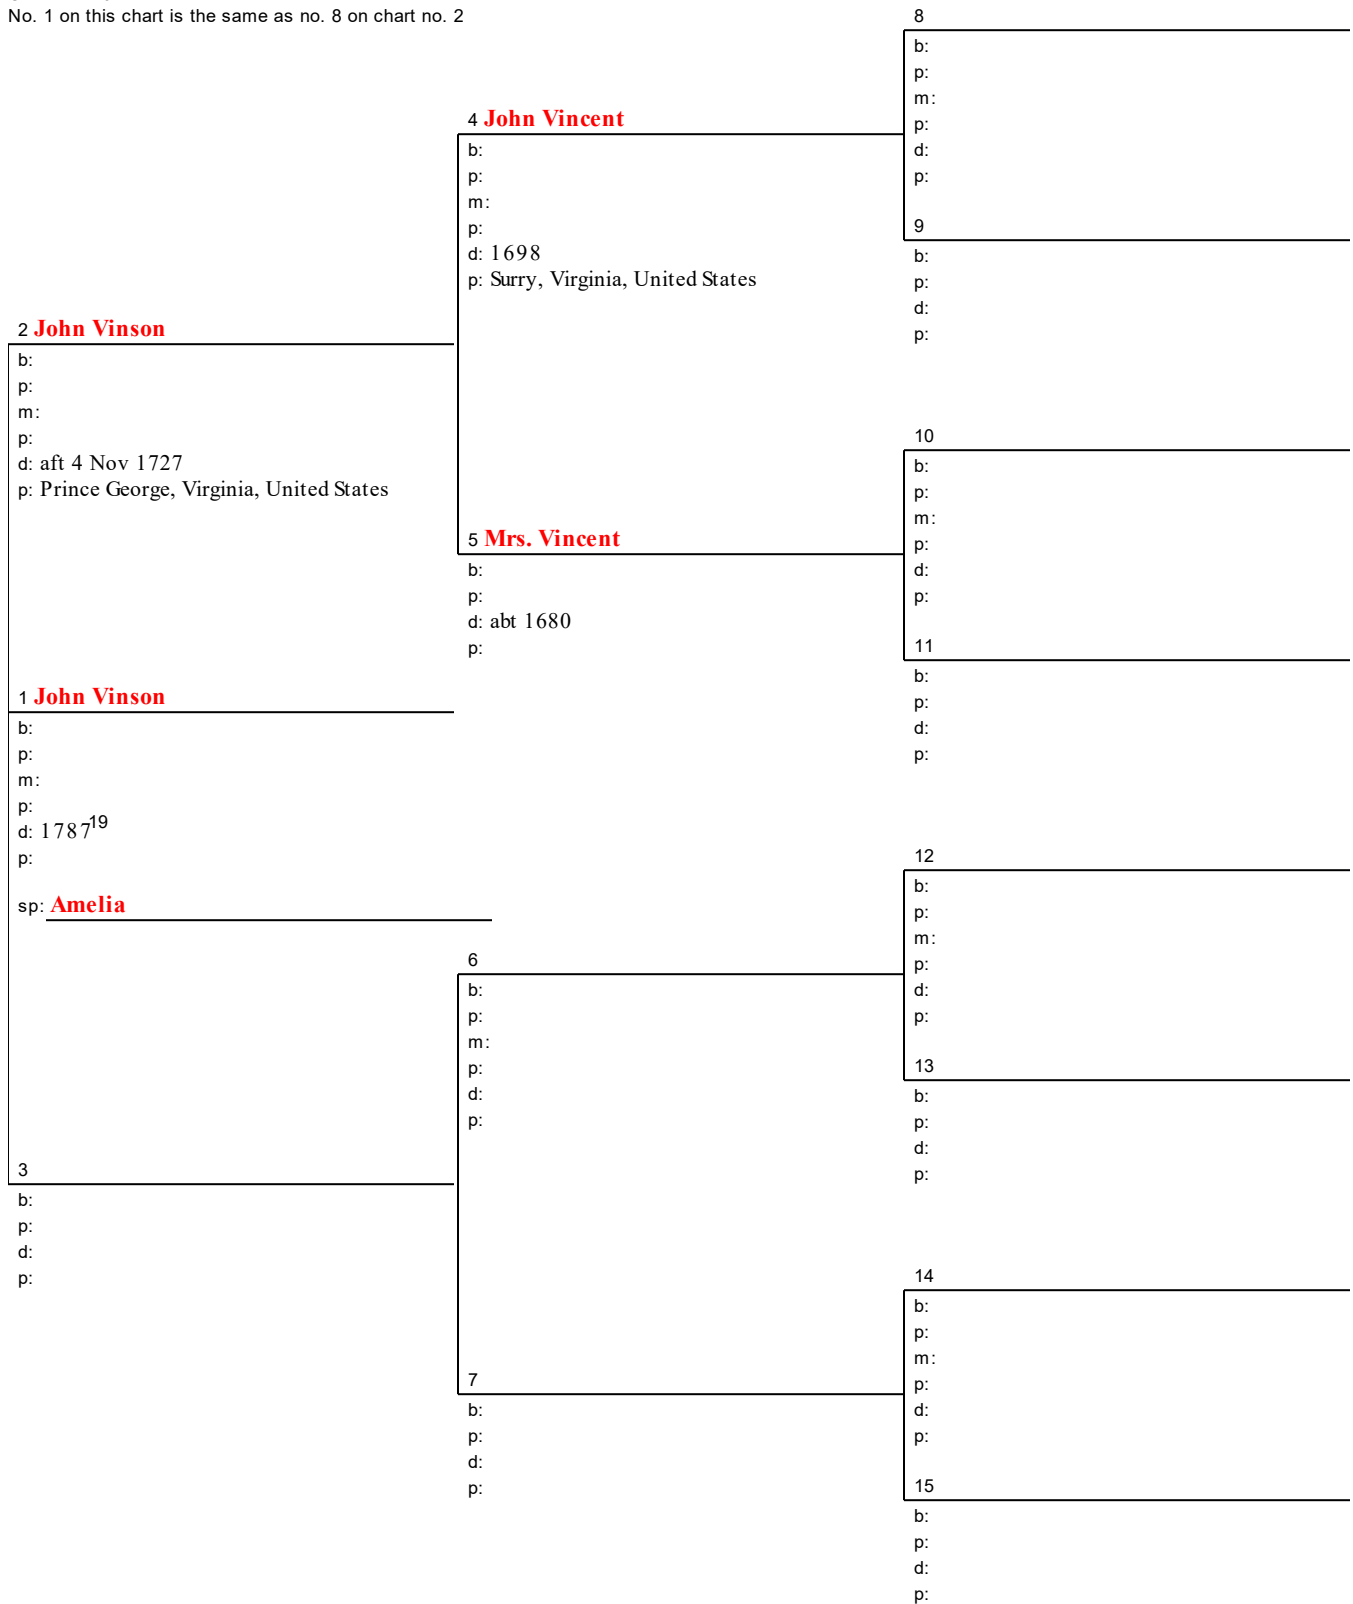 No. 1 on this chart is the same as no. 8 on chart no. 2
8
b:
p:
m:
p:
d:
p:
4 John Vincent
b:
p:
m:
p:
d: 1698
p: Surry, Virginia, United States
9
b:
p:
d:
p:
2 John Vinson
b:
p:
m:
p:
d: aft 4 Nov 1727
p: Prince George, Virginia, United States
10
b:
p:
m:
p:
d:
p:
5 Mrs. Vincent
b:
p:
d: abt 1680
p:
11
b:
p:
d:
p:
1 John Vinson
b:
p:
m:
p:
d: 1787 19
p:
sp: Amelia
12
b:
p:
m:
p:
d:
p:
6
b:
p:
m:
p:
d:
p:
13
b:
p:
d:
p:
3
b:
p:
d:
p:
14
b:
p:
m:
p:
d:
p:
7
b:
p:
d:
p:
15
b:
p:
d:
p: